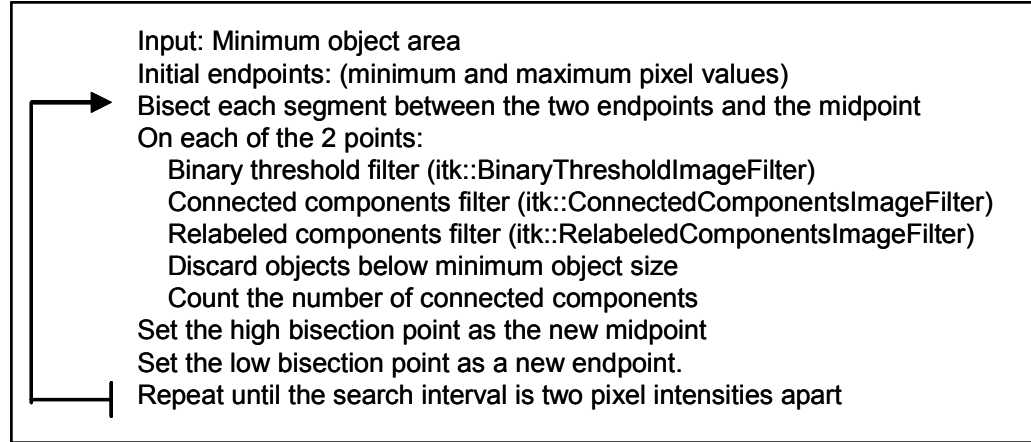 Input: Minimum object area
Initial endpoints: (minimum and maximum pixel values)
Bisect each segment between the two endpoints and the midpoint
On each of the 2 points:
Binary threshold filter (itk::BinaryThresholdImageFilter)
Connected components filter (itk::ConnectedComponentsImageFilter)
Relabeled components filter (itk::RelabeledComponentsImageFilter)
Discard objects below minimum object size
Count the number of connected components
Set the high bisection point as the new midpoint
Set the low bisection point as a new endpoint.
Repeat until the search interval is two pixel intensities apart